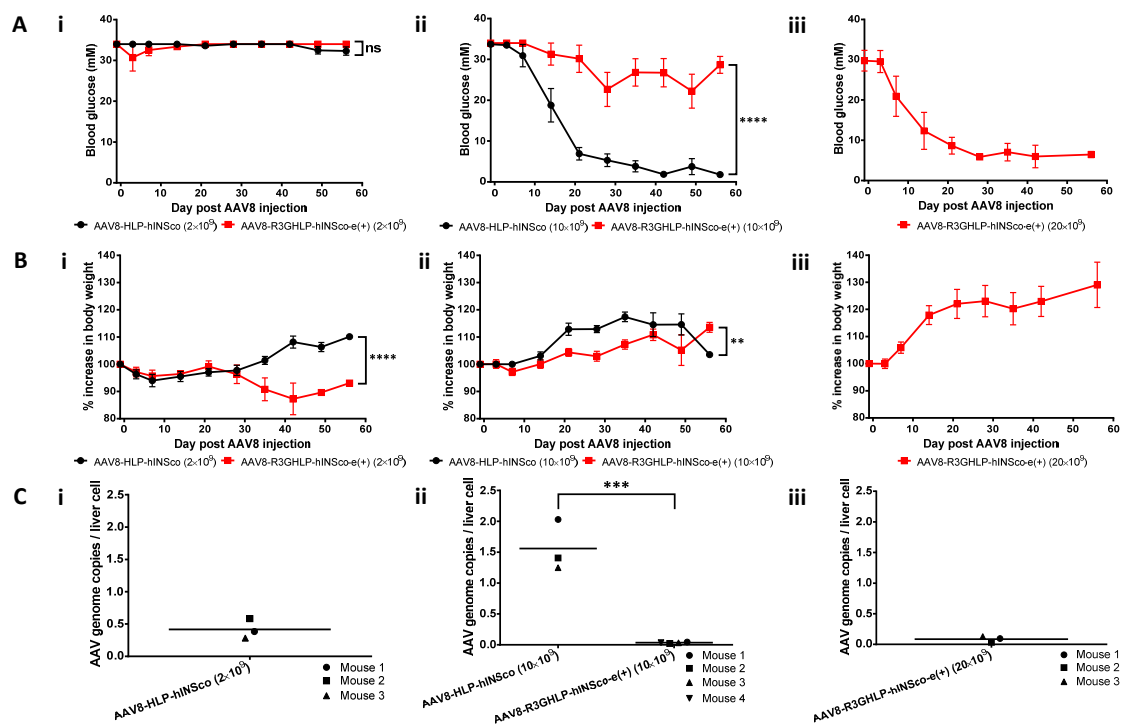 A
i
Blood glucose (mM)
40
30
20
10
0
0 10 20 30 40 50 60
ns
Day post AAV8 injection
AAV8-HLP-hINSco (2×10⁹) AAV8-R3GHLP-hINSco-e(+) (2×10⁹)
ii
Blood glucose (mM)
40
30
20
10
0
0 10 20 30 40 50 60
****
Day post AAV8 injection
AAV8-HLP-hINSco (10×10⁹) AAV8-R3GHLP-hINSco-e(+) (10×10⁹)
iii
Blood glucose (mM)
40
30
20
10
0
0 10 20 30 40 50 60
Day post AAV8 injection
AAV8-R3GHLP-hINSco-e(+) (20×10⁹)
B
i
% increase in body weight
140
130
120
110
100
90
80
0 10 20 30 40 50 60
****
Day post AAV8 injection
AAV8-HLP-hINSco (2×10⁹) AAV8-R3GHLP-hINSco-e(+) (2×10⁹)
ii
% increase in body weight
140
130
120
110
100
90
80
0 10 20 30 40 50 60
**
Day post AAV8 injection
AAV8-HLP-hINSco (10×10⁹) AAV8-R3GHLP-hINSco-e(+) (10×10⁹)
iii
% increase in body weight
140
130
120
110
100
90
80
0 10 20 30 40 50 60
Day post AAV8 injection
AAV8-R3GHLP-hINSco-e(+) (20×10⁹)
C
i
AAV genome copies / liver cell
2.5
2.0
1.5
1.0
0.5
0.0
AAV8-HLP-hINSco (2×10⁹)
Mouse 1
Mouse 2
Mouse 3
ii
AAV genome copies / liver cell
2.5
2.0
1.5
1.0
0.5
0.0
***
AAV8-HLP-hINSco (10×10⁹)
AAV8-R3GHLP-hINSco-e(+) (10×10⁹)
Mouse 1
Mouse 2
Mouse 3
Mouse 4
iii
AAV genome copies / liver cell
2.5
2.0
1.5
1.0
0.5
0.0
AAV8-R3GHLP-hINSco-e(+) (20×10⁹)
Mouse 1
Mouse 2
Mouse 3